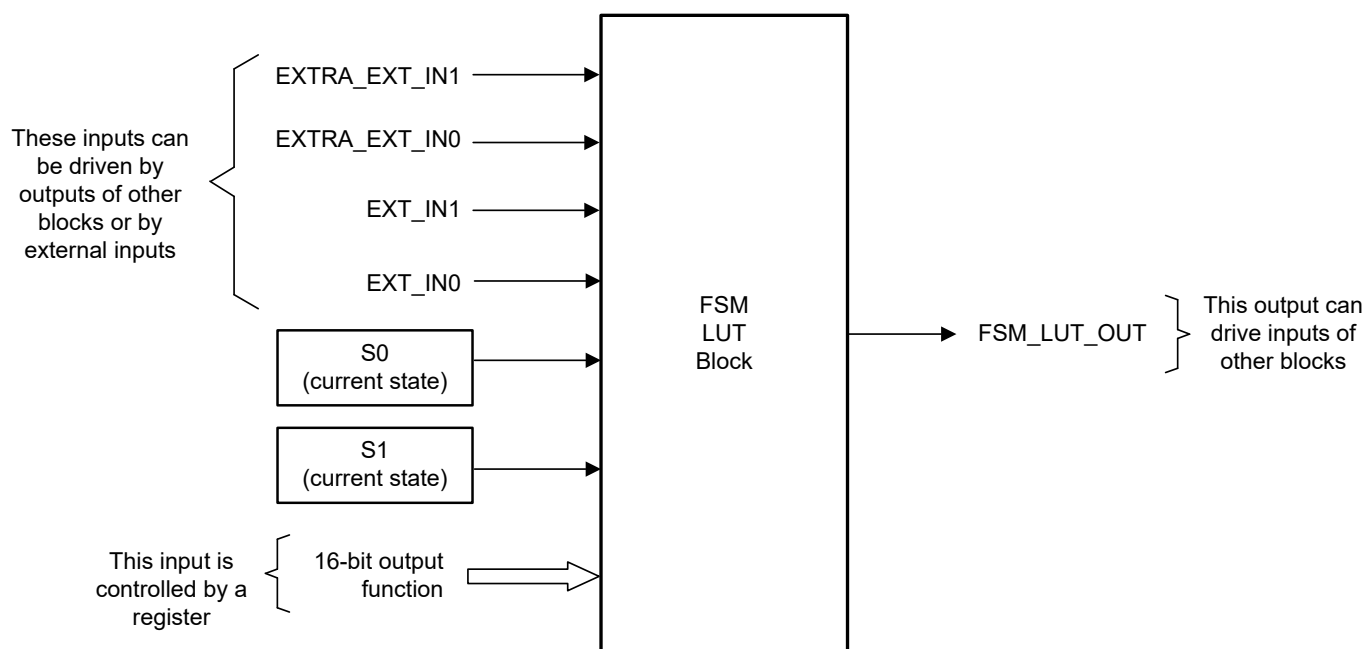 EXTRA_EXT_IN1
EXTRA_EXT_IN0
EXT_IN1
EXT_IN0
These inputs can
be driven by
outputs of other
blocks or by
external inputs
S0
(current state)
S1
(current state)
This input is
controlled by a
register
16-bit output
function
FSM
LUT
Block
FSM_LUT_OUT
This output can
drive inputs of
other blocks